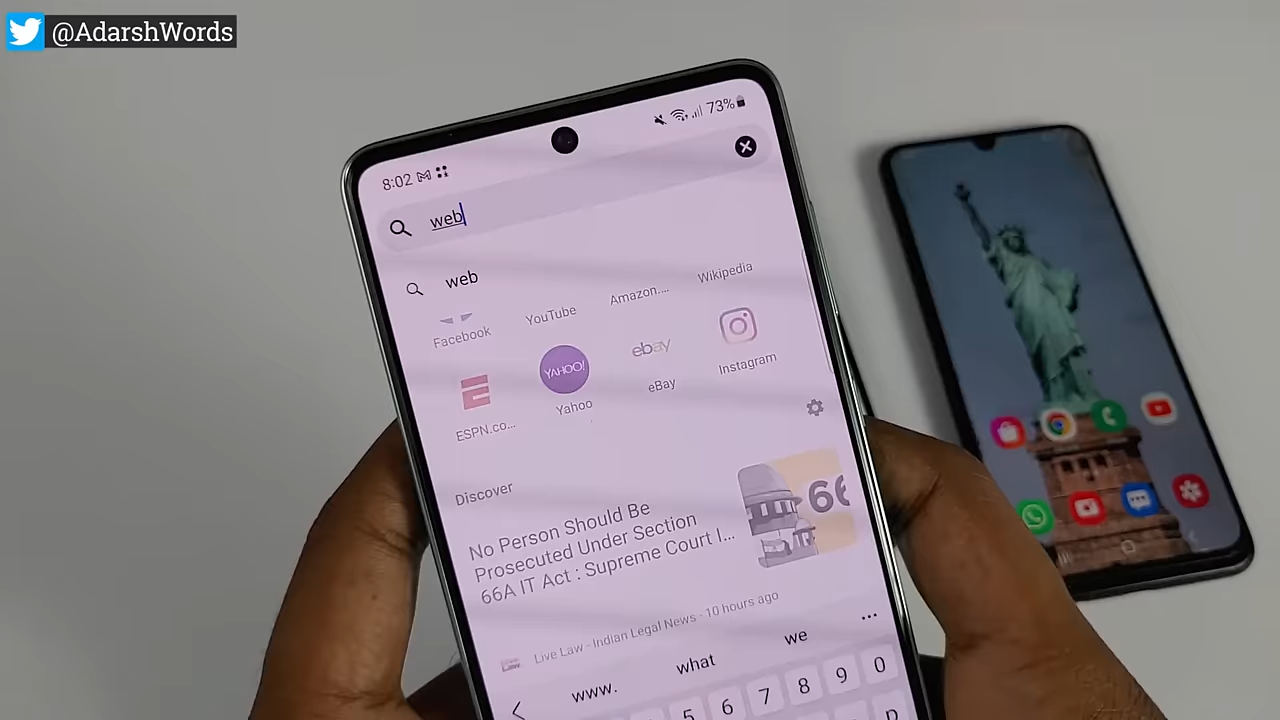 @AdarshWords
8:02
73%
web
web
Facebook
YouTube
Amazon....
Wikipedia
YAHOO!
ebay
ESPN.co...
Yahoo
eBay
Instagram
Discover
No Person Should Be
Prosecuted Under Section
66A IT Act : Supreme Court I...
66
Live Law - Indian Legal News - 10 hours ago
www.
what
we
...
5 6 7 8 9 0